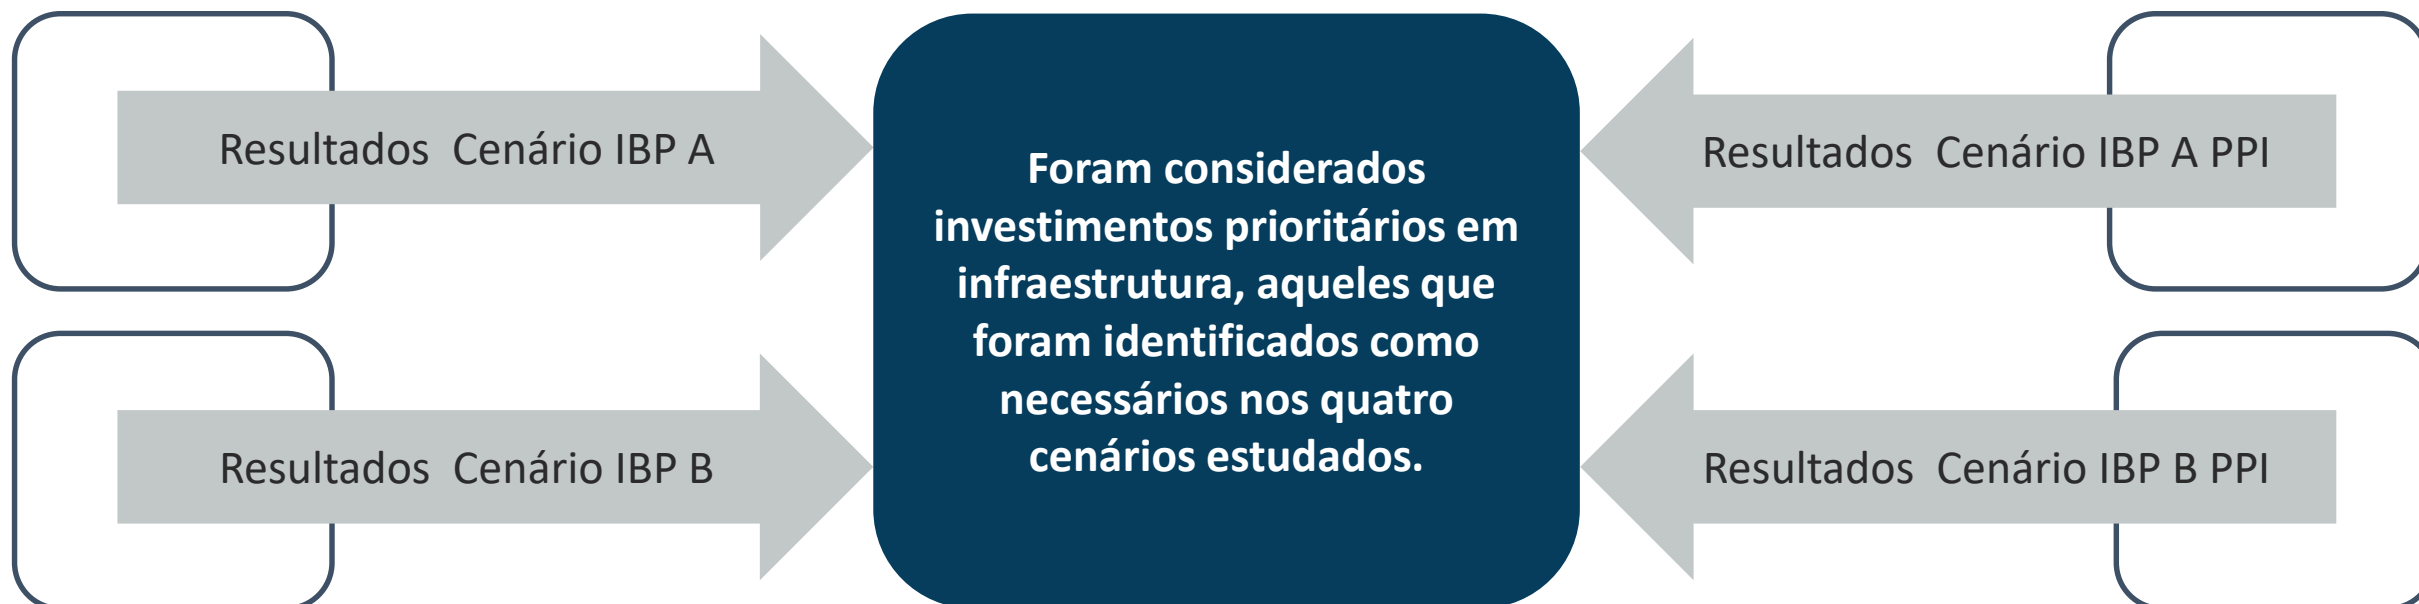 Resultados  Cenário IBP A
Resultados  Cenário IBP B
Foram considerados
investimentos prioritários em
infraestrutura, aqueles que
foram identificados como
necessários nos quatro
cenários estudados.
Resultados  Cenário IBP A PPI
Resultados  Cenário IBP B PPI